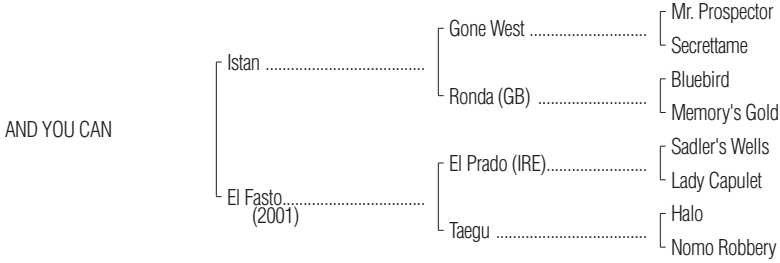 Mr. Prospector
Gone West ............................
Secrettame
Istan ......................................
Bluebird
Ronda (GB) ..........................
Memory's Gold
AND YOU CAN
Sadler's Wells
El Prado (IRE)........................
Lady Capulet
El Fasto..................................
(2001)
Halo
Taegu ....................................
Nomo Robbery